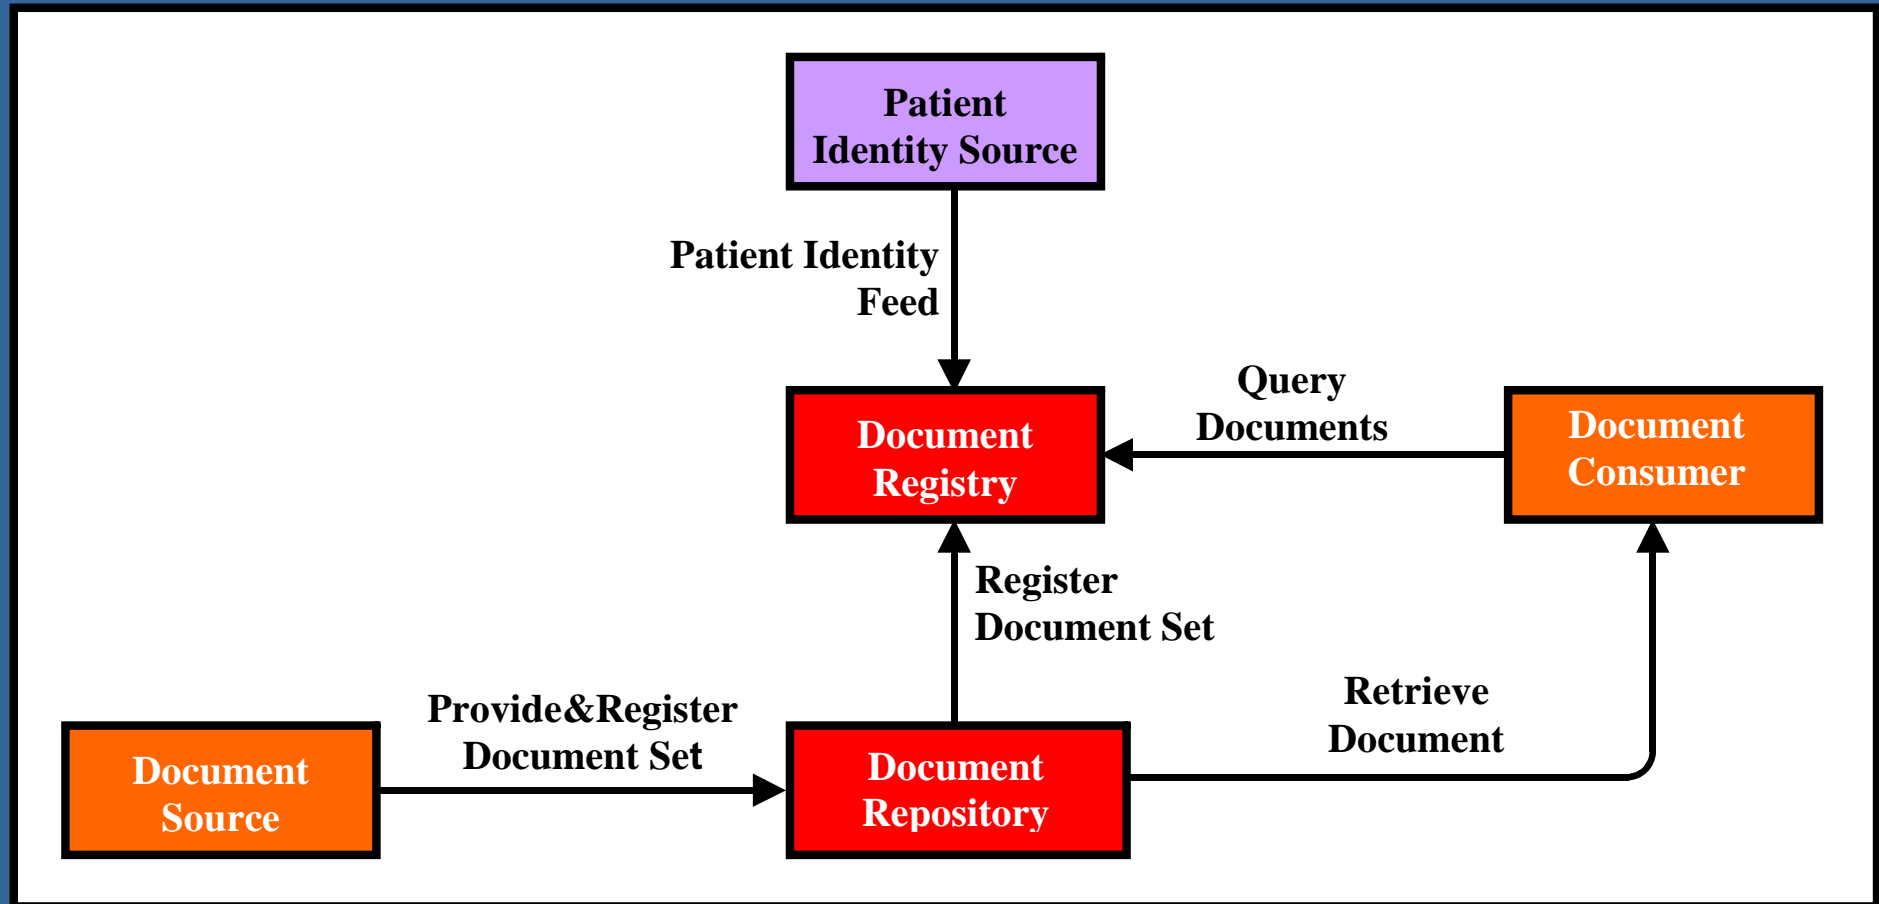 Patient
Identity Source
Patient Identity
Feed
Query
Documents
Document
Registry
Document
Consumer
Register
Document Set
Provide&Register
Document Set
Retrieve
Document
Document
Source
Document
Repository